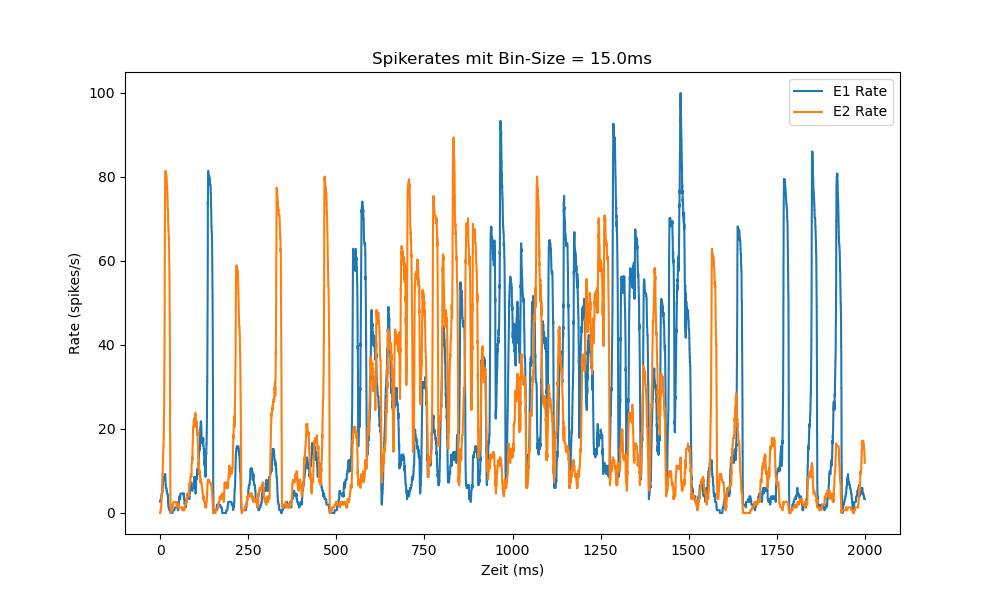 Spikerates mit Bin-Size = 15.0ms
E1 Rate
E2 Rate
Rate (spikes/s)
100
80
60
40
20
0
0 250 500 750 1000 1250 1500 1750 2000
Zeit (ms)